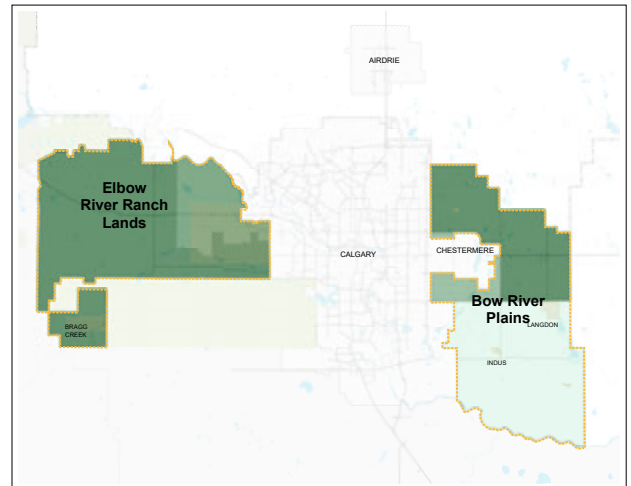 AIRDRIE
Elbow
River Ranch
Lands
CALGARY
CHESTERMERE
Bow River
Plains
LANGDON
BRAGG
CREEK
INDUS